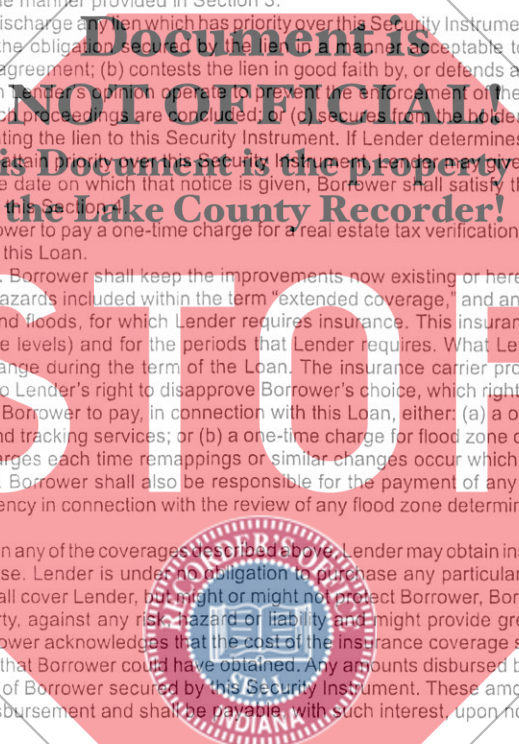 e manner provided in Section 3.
ischarge any lien which has priority over this Security Instrume
Document is
he obligation secured by the lien in a manner acceptable to
agreement; (b) contests the lien in good faith by, or defends a
n Lender's opinion operate to prevent the enforcement of the
NOT OFFICIAL!
h proceedings are concluded; or (c) secures from the holder
ting the lien to this Security Instrument. If Lender determines
attain priority over this Security Instrument, Lender may give
is Document is the property
e date on which that notice is given, Borrower shall satisfy th
this Section 4.
the Lake County Recorder!
ower to pay a one-time charge for a real estate tax verification
this Loan.
. Borrower shall keep the improvements now existing or here
azards included within the term "extended coverage," and an
nd floods, for which Lender requires insurance. This insuran
e levels) and for the periods that Lender requires. What Le
ange during the term of the Loan. The insurance carrier pro
o Lender's right to disapprove Borrower's choice, which right
STOP
Borrower to pay, in connection with this Loan, either: (a) a o
nd tracking services; or (b) a one-time charge for flood zone d
arges each time remappings or similar changes occur which
. Borrower shall also be responsible for the payment of any
ency in connection with the review of any flood zone determin
n any of the coverages described above, Lender may obtain ins
se. Lender is under no obligation to purchase any particular
all cover Lender, but might or might not protect Borrower, Bor
rty, against any risk, hazard or liability and might provide gre
ower acknowledges that the cost of the insurance coverage s
that Borrower could have obtained. Any amounts disbursed b
of Borrower secured by this Security Instrument. These amo
sbursement and shall be payable, with such interest, upon no
RECORDER'S OFFICE
SEAL
INDIANA